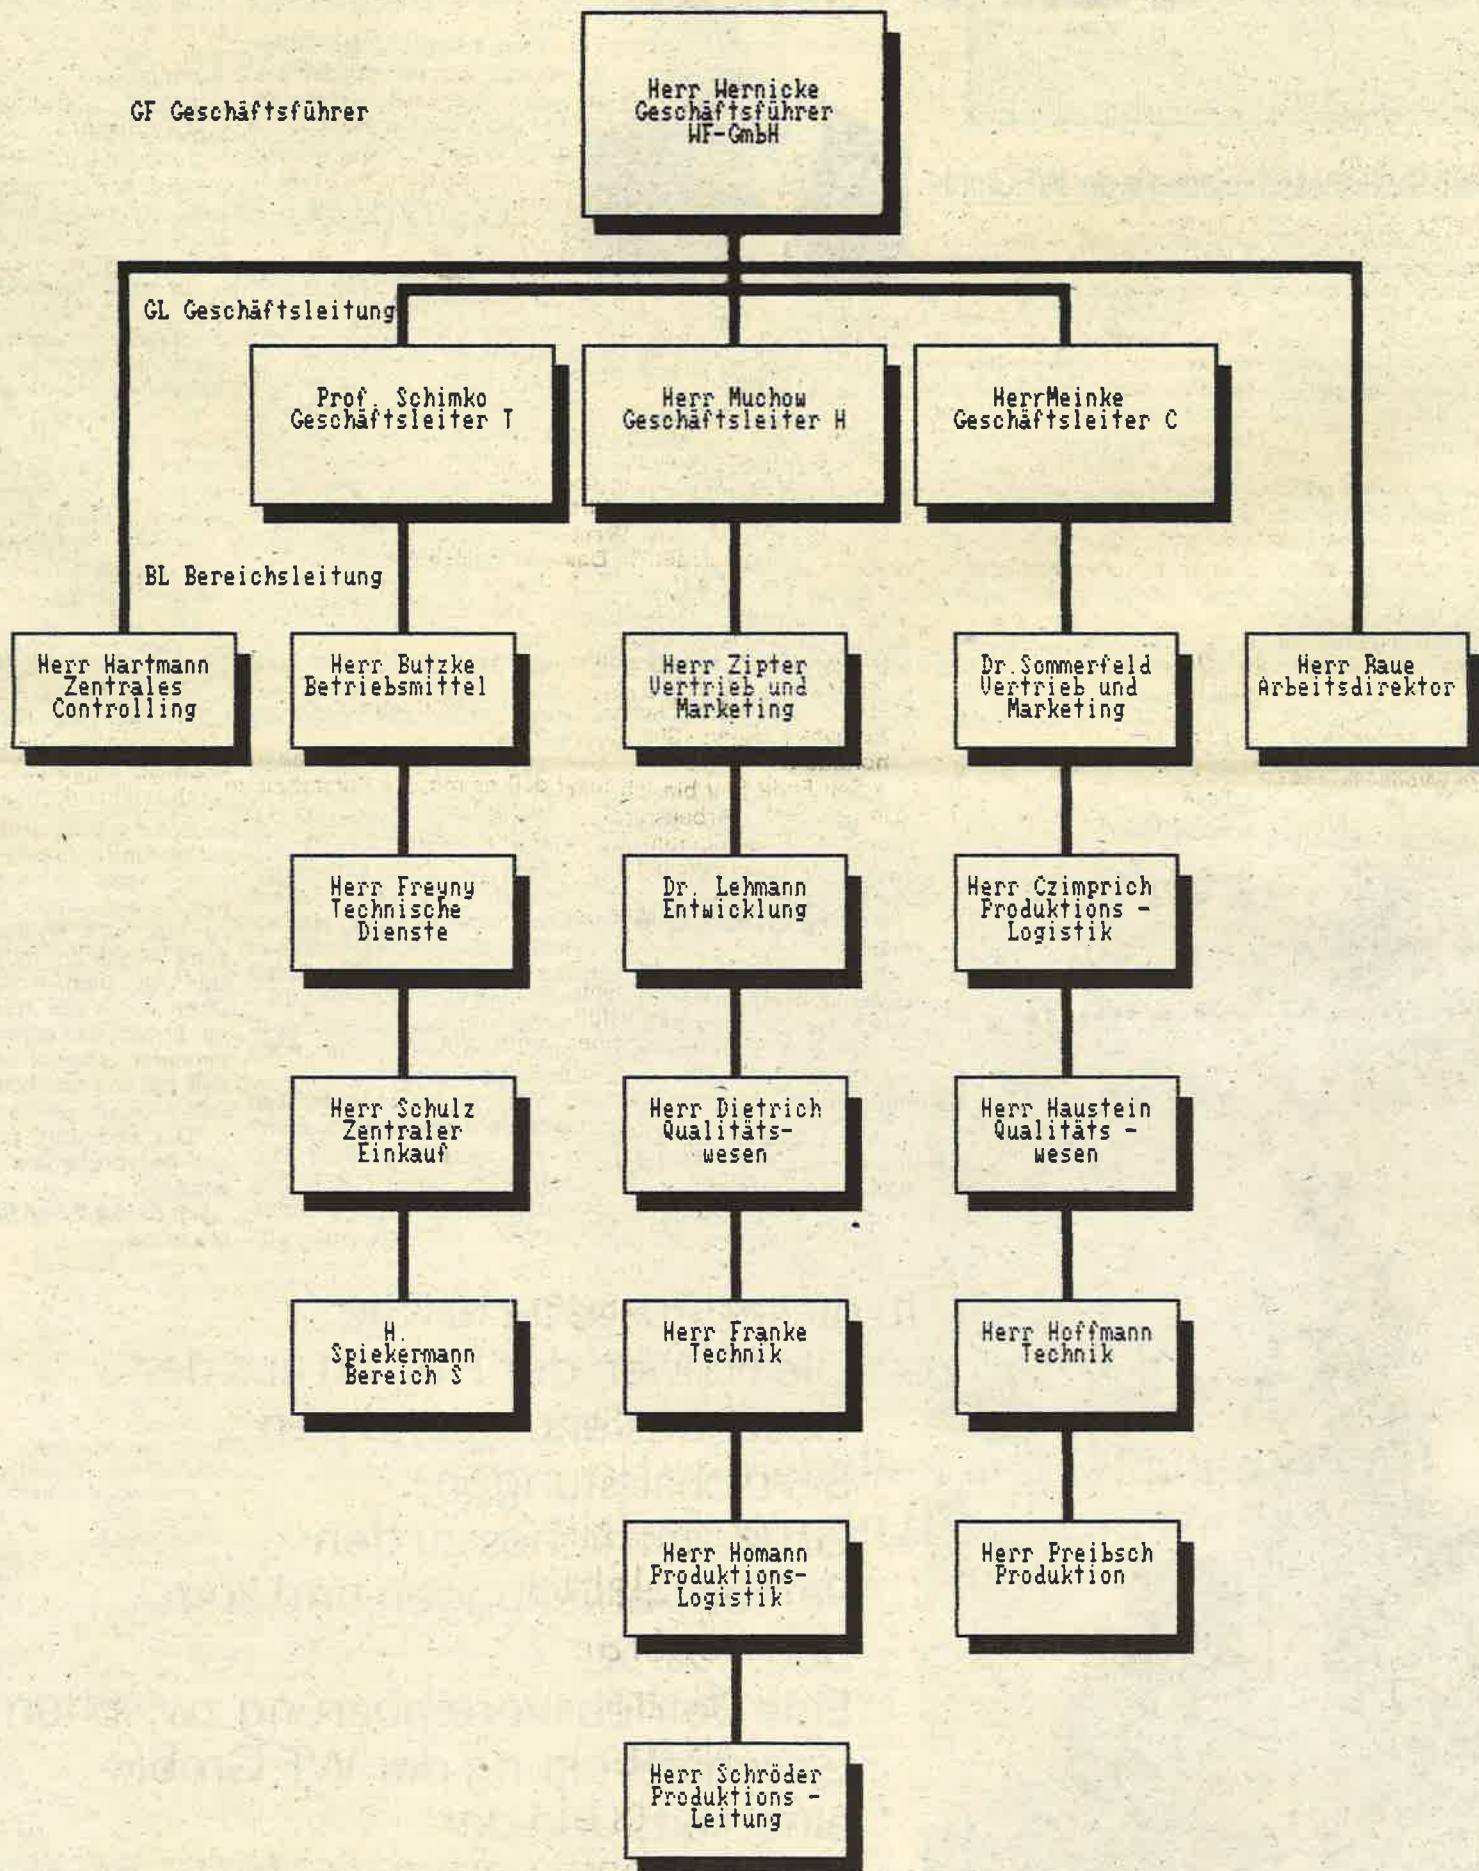 GF Geschäftsführer
Herr Wernicke
Geschäftsführer
WF-GmbH
GL Geschäftsleitung
Prof. Schimko
Geschäftsleiter T
Herr Muchow
Geschäftsleiter H
HerrMeinke
Geschäftsleiter C
BL Bereichsleitung
Herr Hartmann
Zentrales
Controlling
Herr Butzke
Betriebsmittel
Herr Zipter
Vertrieb und
Marketing
Dr.Sommerfeld
Vertrieb und
Marketing
Herr Raue
Arbeitsdirektor
Herr Freyny
Technische
Dienste
Dr. Lehmann
Entwicklung
Herr Czimprich
Produktions -
Logistik
Herr Schulz
Zentraler
Einkauf
Herr Dietrich
Qualitäts-
wesen
Herr Haustein
Qualitäts -
wesen
H.
Spiekermann
Bereich S
Herr Franke
Technik
Herr Hoffmann
Technik
Herr Homann
Produktions-
Logistik
Herr Preibsch
Produktion
Herr Schröder
Produktions -
Leitung